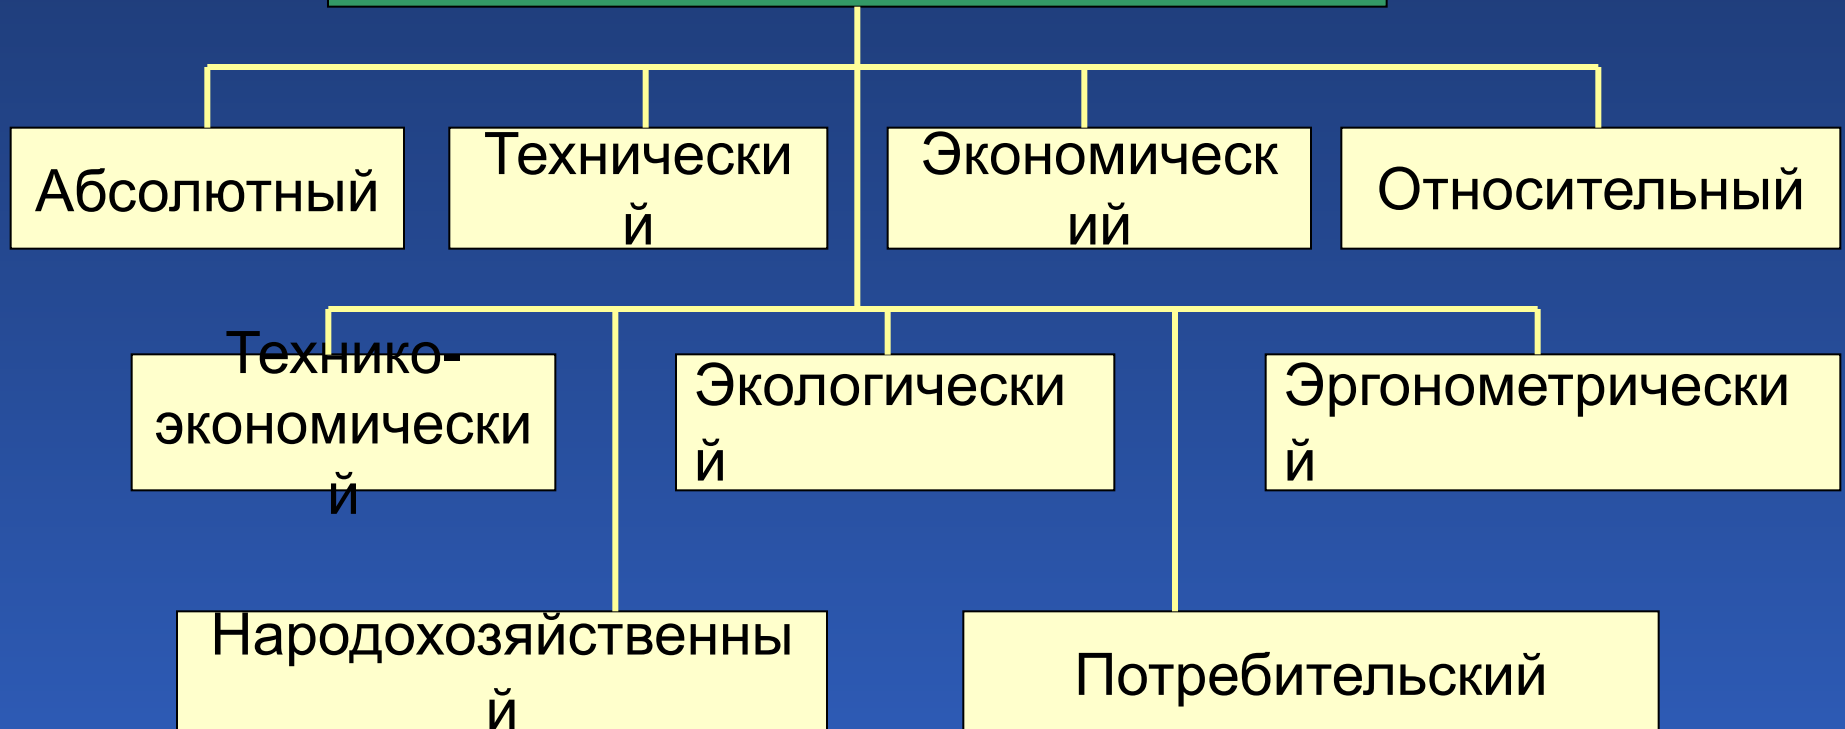 Абсолютный
Технически
й
Экономическ
ий
Относительный
Технико-
экономически
й
Экологически
й
Эргонометрически
й
Народохозяйственны
й
Потребительский